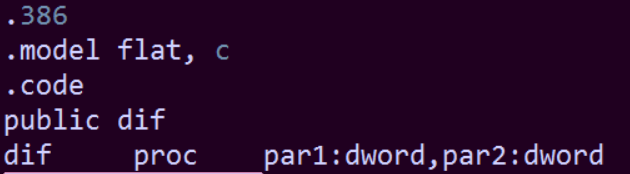 .386
.model flat, c
.code
public dif
dif proc par1:dword,par2:dword